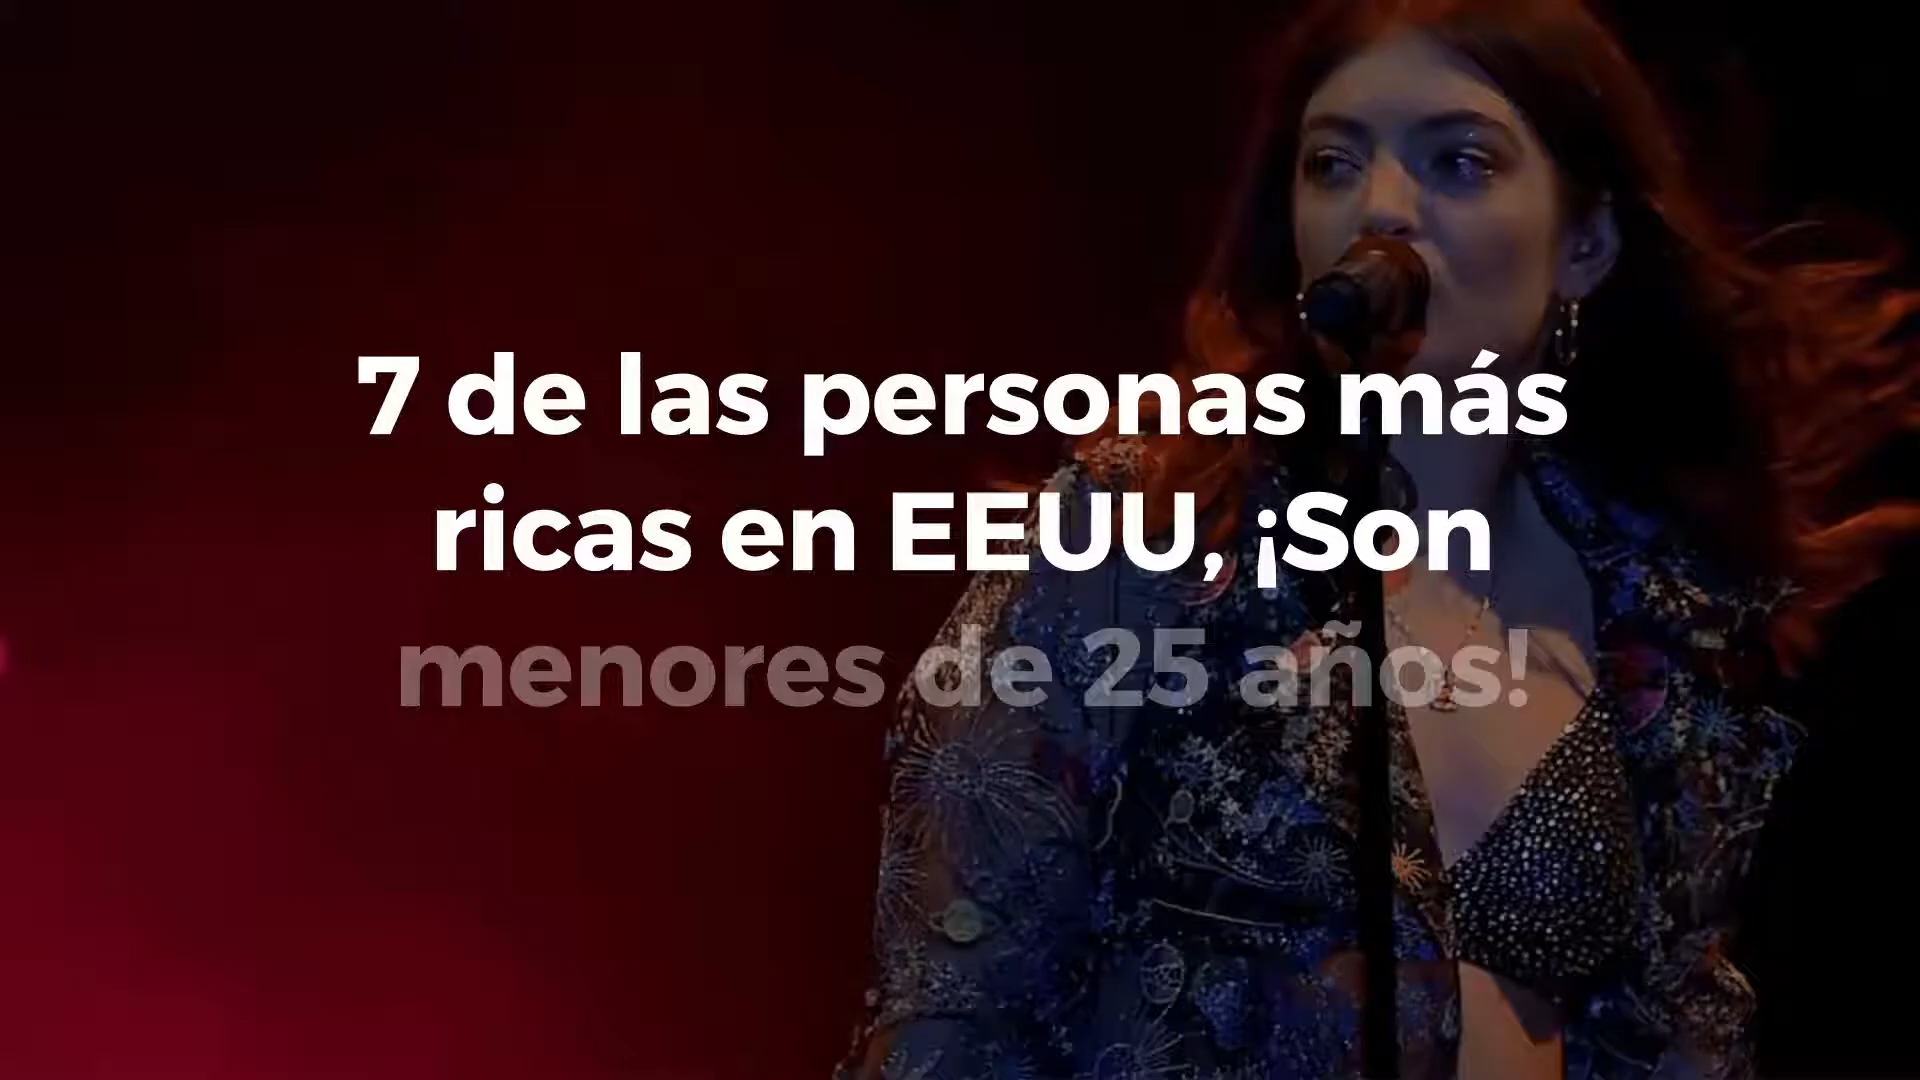 7 de las personas más
ricas en EEUU, ¡Son
menores de 25 años!